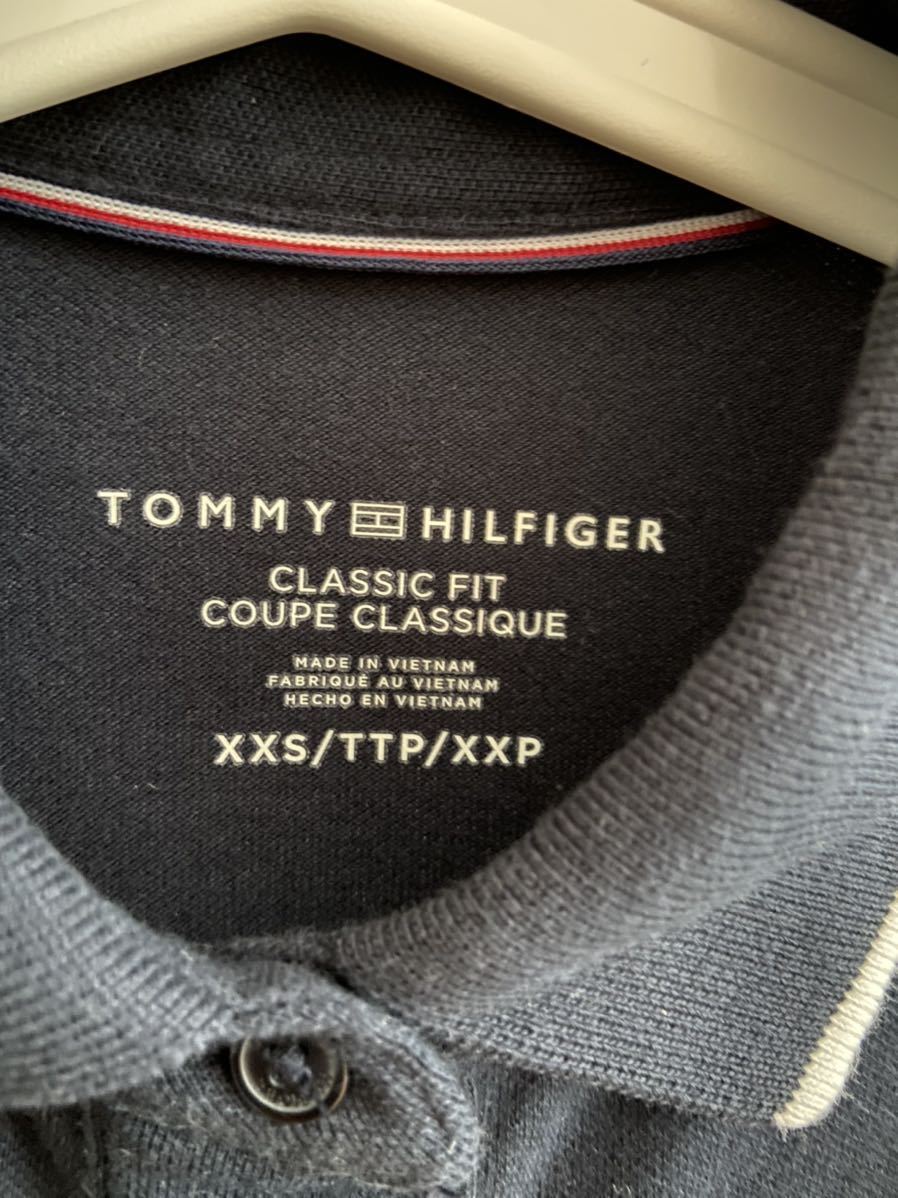 TOMMY HILFIGER
CLASSIC FIT
COUPE CLASSIQUE
MADE IN VIETNAM
FABRIQUÉ AU VIETNAM
HECHO EN VIETNAM
XXS/TTP/XXP